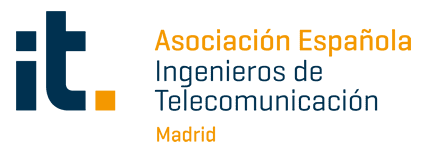 it.
Asociación Española
Ingenieros de
Telecomunicación
Madrid